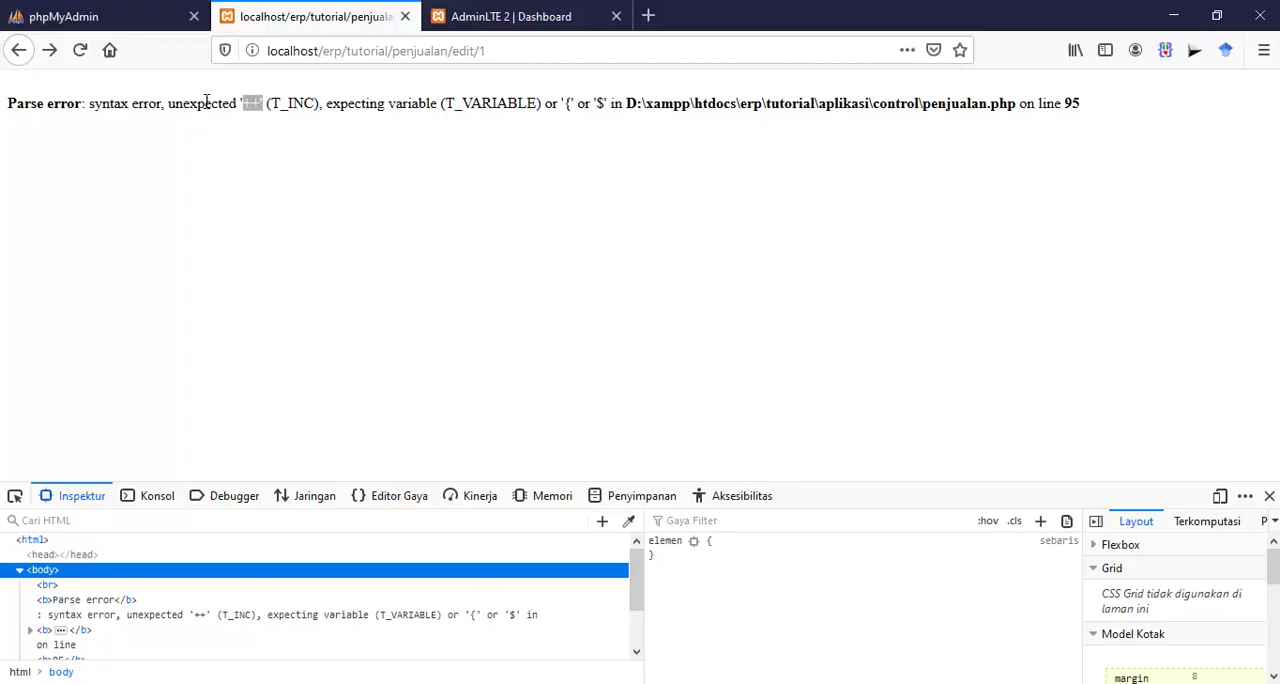 phpMyAdmin
localhost/erp/tutorial/penjuala
AdminLTE 2 | Dashboard
localhost/erp/tutorial/penjualan/edit/1
Parse error: syntax error, unexpected '++' (T_INC), expecting variable (T_VARIABLE) or '{' or '$' in D:\xampp\htdocs\erp\tutorial\aplikasi\control\penjualan.php on line 95
Inspektur Konsol Debugger Jaringan {} Editor Gaya Kinerja Memori Penyimpanan Aksesibilitas
Cari HTML
Gaya Filter :hov .cls
Layout Terkomputasi P
<html>
<head></head>
<body>
<br>
<b>Parse error</b>
: syntax error, unexpected '++' (T_INC), expecting variable (T_VARIABLE) or '{' or '$' in
<b>…</b>
on line
<b>95</b>
html > body
elemen { sebaris
}
Flexbox
Grid
CSS Grid tidak digunakan di
laman ini
Model Kotak
margin 8